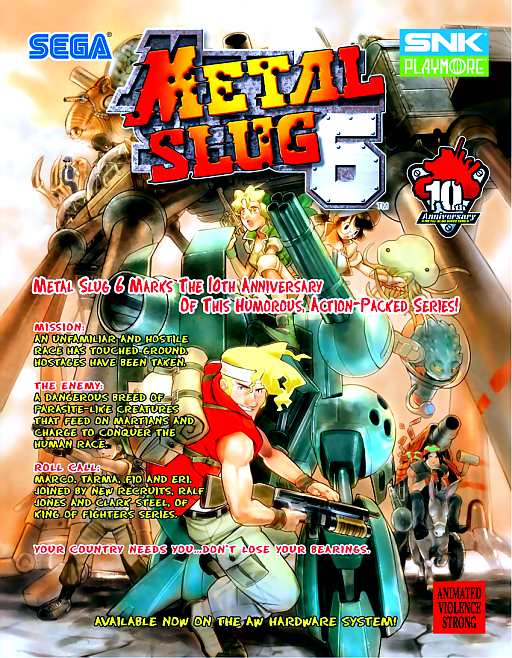 SEGA®
METAL
SLUG 6
TM
SNK®
PLAYMORE
10th
Anniversary
METAL SLUG 6 MARKS THE 10TH ANNIVERSARY
OF THIS HUMOROUS, ACTION-PACKED SERIES!
MISSION:
AN UNFAMILIAR AND HOSTILE
RACE HAS TOUCHED GROUND.
HOSTAGES HAVE BEEN TAKEN.
THE ENEMY:
A DANGEROUS BREED OF
PARASITE-LIKE CREATURES
THAT FEED ON MARTIANS AND
CHARGE TO CONQUER THE
HUMAN RACE.
ROLL CALL:
MARCO, TARMA, FIO AND ERI,
JOINED BY NEW RECRUITS, RALF
JONES AND CLARK STEEL, OF
KING OF FIGHTERS SERIES.
YOUR COUNTRY NEEDS YOU...DON'T LOSE YOUR BEARINGS.
AVAILABLE NOW ON THE AW HARDWARE SYSTEM!
ANIMATED
VIOLENCE
STRONG